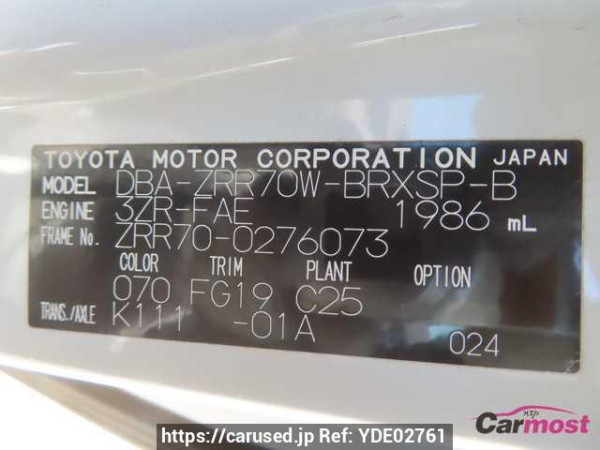 TOYOTA MOTOR CORPORATION JAPAN
MODEL DBA-ZRR70W-BRXSP-B
ENGINE 3ZR-FAE 1986 mL
FRAME No. ZRR70-0276073
COLOR TRIM PLANT OPTION
070 FG19 C25
TRANS./AXLE K111 -01A
024
Carmost
https://carused.jp Ref: YDE02761